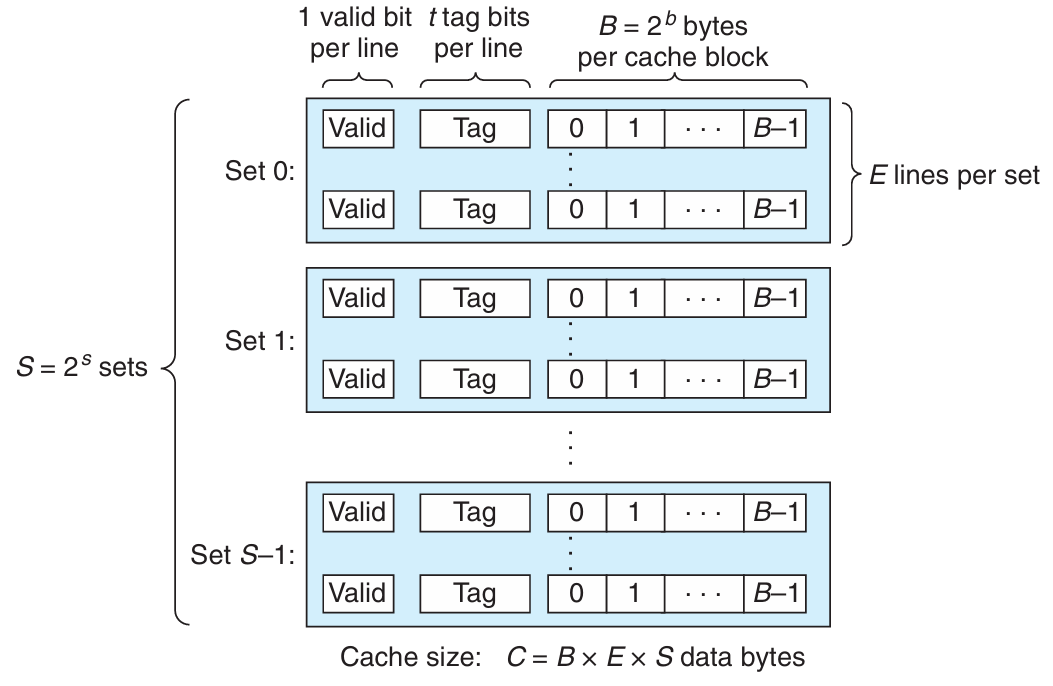 1 valid bit per line
t tag bits per line
B = 2^b bytes per cache block
Valid Tag 0 1 · · · B–1
Set 0:
Valid Tag 0 1 · · · B–1
E lines per set
Valid Tag 0 1 · · · B–1
Set 1:
Valid Tag 0 1 · · · B–1
S = 2^s sets
Valid Tag 0 1 · · · B–1
Set S–1:
Valid Tag 0 1 · · · B–1
Cache size: C = B × E × S data bytes